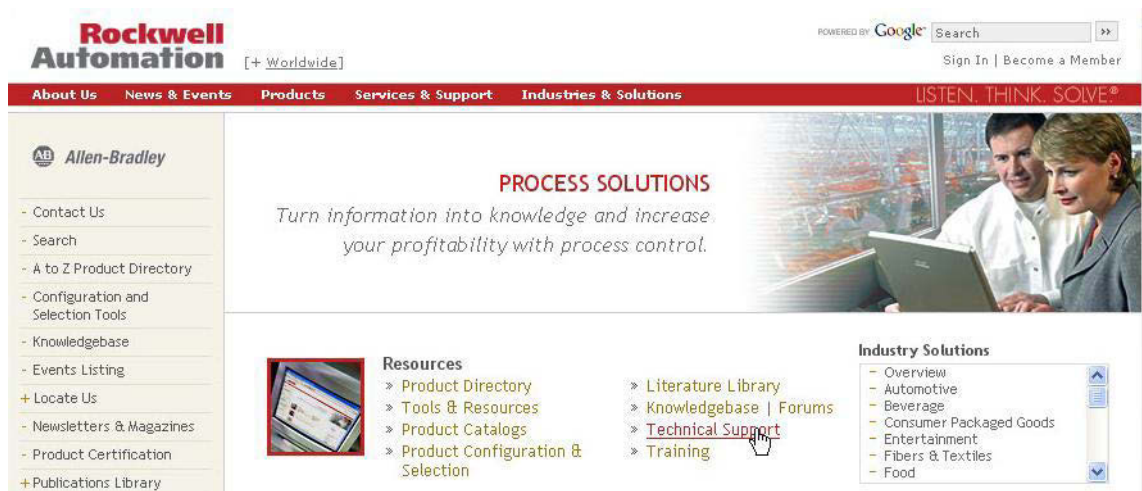 Rockwell
Automation
[+ Worldwide]
POWERED BY Google™ Search »
Sign In | Become a Member
About Us News & Events Products Services & Support Industries & Solutions
LISTEN. THINK. SOLVE.®
AB Allen-Bradley
- Contact Us
- Search
- A to Z Product Directory
- Configuration and
Selection Tools
- Knowledgebase
- Events Listing
+ Locate Us
- Newsletters & Magazines
- Product Certification
+ Publications Library
PROCESS SOLUTIONS
Turn information into knowledge and increase
your profitability with process control.
Resources
» Product Directory
» Tools & Resources
» Product Catalogs
» Product Configuration &
Selection
» Literature Library
» Knowledgebase | Forums
» Technical Support
» Training
Industry Solutions
- Overview
- Automotive
- Beverage
- Consumer Packaged Goods
- Entertainment
- Fibers & Textiles
- Food